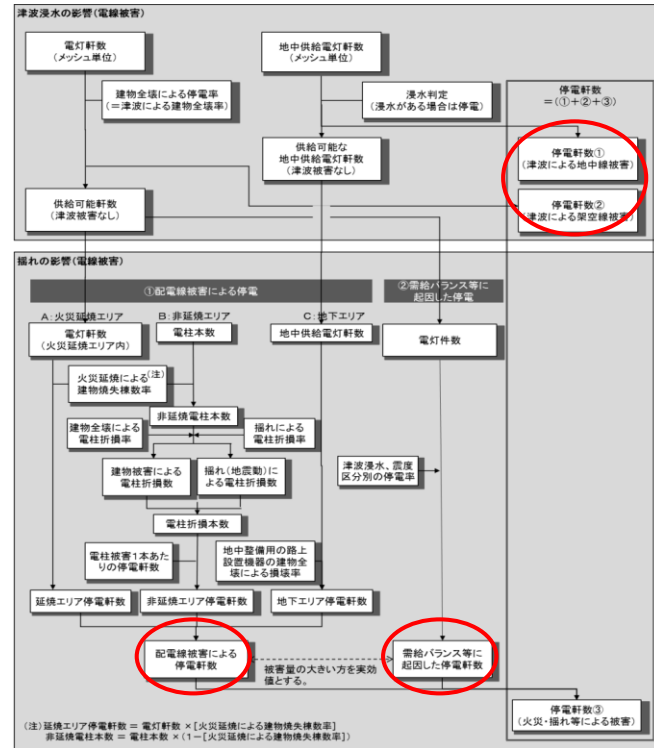 津波浸水の影響(電線被害)
電灯軒数
(メッシュ単位)
地中供給電灯軒数
(メッシュ単位)
建物全壊による停電率
(=津波による建物全壊率)
浸水判定
(浸水がある場合は停電)
停電軒数
=(①+②+③)
供給可能な
地中供給電灯軒数
(津波被害なし)
停電軒数①
(津波による地中線被害)
供給可能軒数
(津波被害なし)
停電軒数②
(津波による架空線被害)
揺れの影響(電線被害)
①配電線被害による停電
②需給バランス等に
起因した停電
A:火災延焼エリア
B:非延焼エリア
C:地下エリア
電灯軒数
(火災延焼エリア内)
電柱本数
地中供給電灯軒数
電灯件数
火災延焼による(注)
建物焼失棟数率
非延焼電柱本数
建物全壊による
電柱折損率
揺れによる
電柱折損率
建物被害による
電柱折損数
揺れ(地震動)に
よる電柱折損数
津波浸水、震度
区分別の停電率
電柱折損本数
電柱被害1本あた
りの停電軒数
地中整備用の路上
設置機器の建物全
壊による損壊率
延焼エリア停電軒数
非延焼エリア停電軒数
地下エリア停電軒数
配電線被害による
停電軒数
被害量の大きい方を実効
値とする。
需給バランス等に
起因した停電軒数
停電軒数③
(火災・揺れ等による被害)
(注)延焼エリア停電軒数 = 電灯軒数 ×[火災延焼による建物焼失棟数率]
非延焼電柱本数 = 電柱本数 ×(1-[火災延焼による建物焼失棟数率])